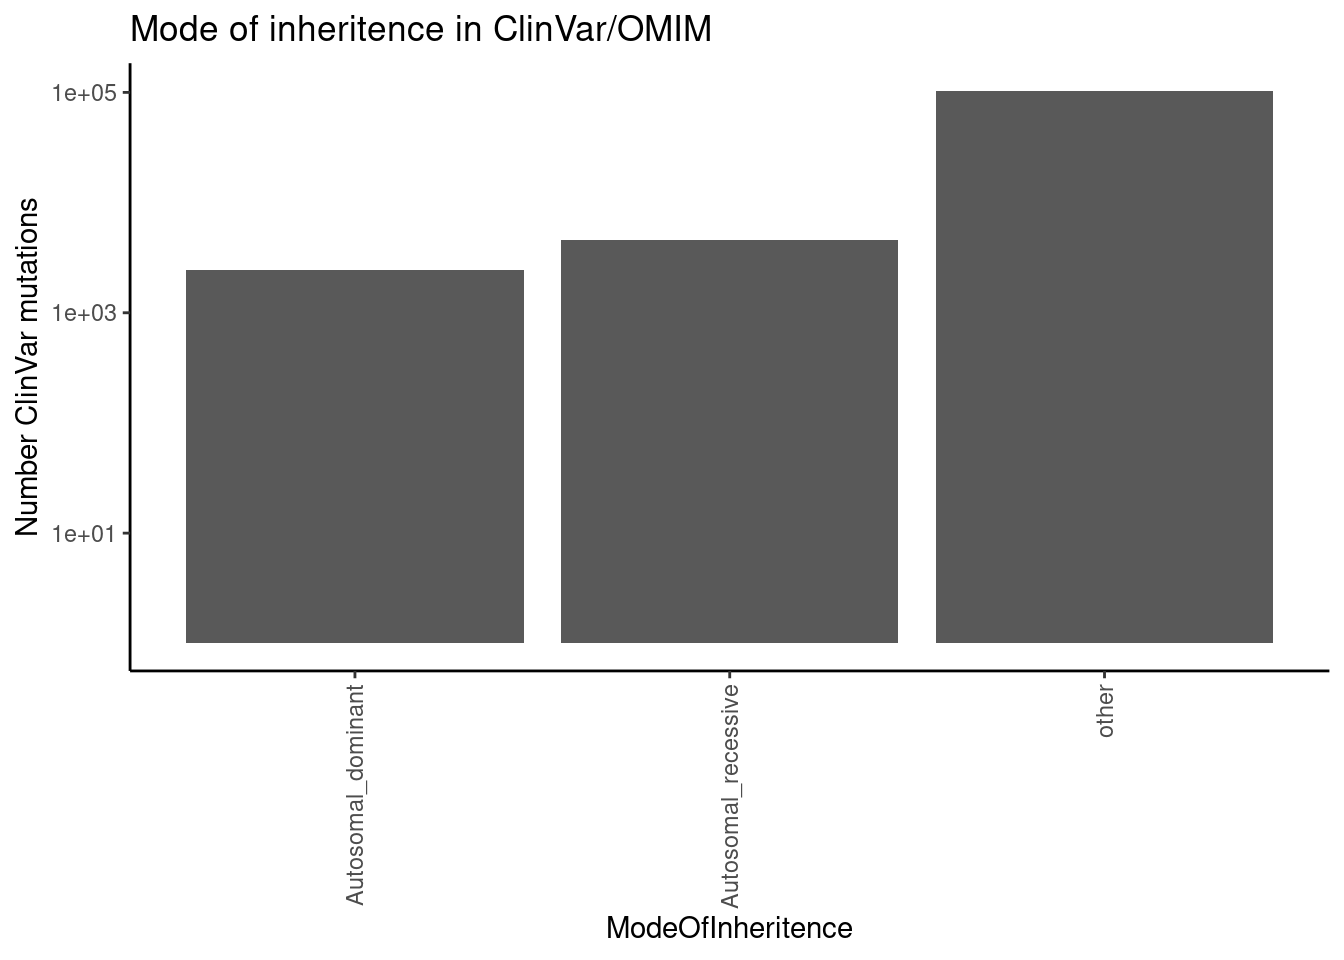 Mode of inheritence in ClinVar/OMIM
Number ClinVar mutations
1e+05
1e+03
1e+01
Autosomal_dominant
Autosomal_recessive
other
ModeOfInheritence